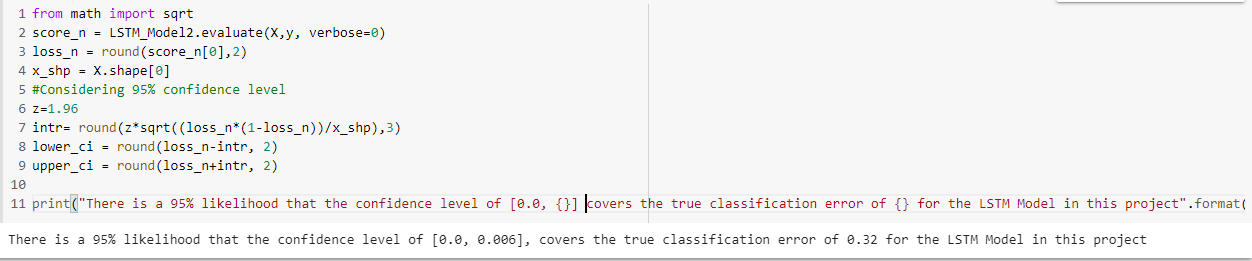 1 from math import sqrt
2 score_n = LSTM_Model2.evaluate(X,y, verbose=0)
3 loss_n = round(score_n[0],2)
4 x_shp = X.shape[0]
5 #Considering 95% confidence level
6 z=1.96
7 intr= round(z*sqrt((loss_n*(1-loss_n))/x_shp),3)
8 lower_ci = round(loss_n-intr, 2)
9 upper_ci = round(loss_n+intr, 2)
10
11 print("There is a 95% likelihood that the confidence level of [0.0, {}] covers the true classification error of {} for the LSTM Model in this project".format(
There is a 95% likelihood that the confidence level of [0.0, 0.006], covers the true classification error of 0.32 for the LSTM Model in this project